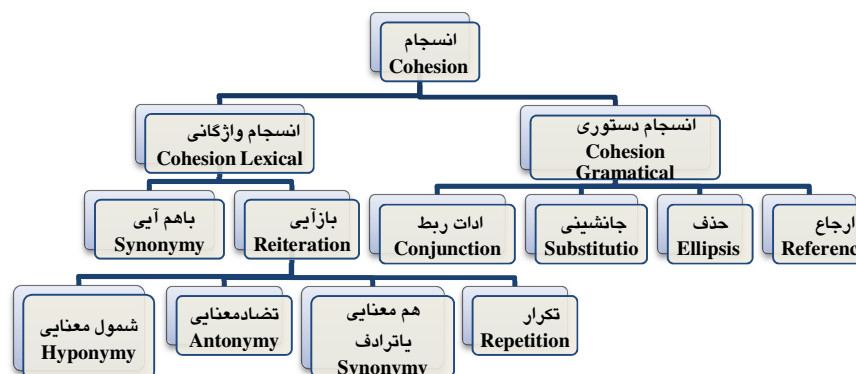 انسجام
Cohesion
انسجام واژگانی
Cohesion Lexical
انسجام دستوری
Cohesion
Gramatical
باهم آیی
Synonymy
بازآیی
Reiteration
ادات ربط
Conjunction
جانشینی
Substitutio
حذف
Ellipsis
ارجاع
Referenc
شمول معنایی
Hyponymy
تضادمعنایی
Antonymy
هم معنایی
یاترادف
Synonymy
تکرار
Repetition